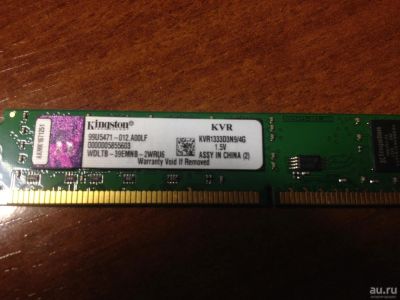 Kingston
KVR
99U5471-012.A00LF
KVR1333D3N9/4G
0000005855603
1.5V
WDLTB-39EMNB-2WRU6
ASSY IN CHINA (2)
Warranty Void If Removed
au.ru